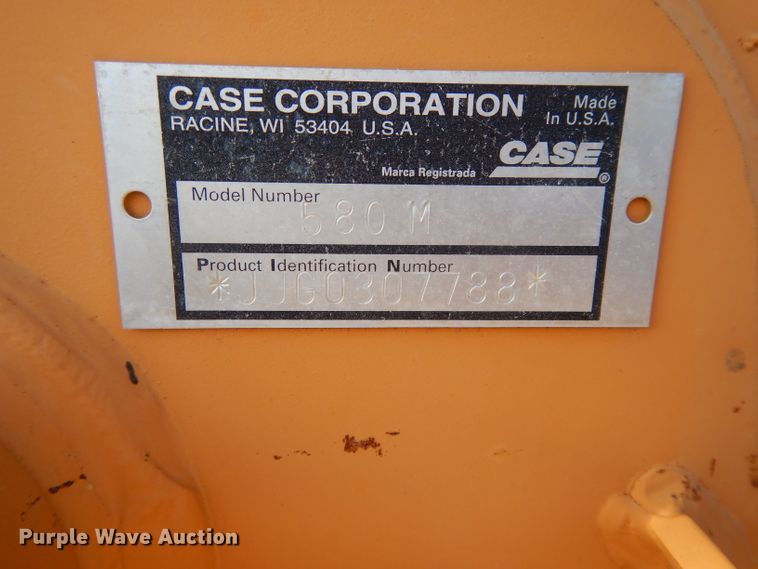 CASE CORPORATION
RACINE, WI 53404 U.S.A.
Made
In U.S.A.
Marca Registrada
CASE ®
Model Number
580 M
Product Identification Number
*JJG0307788*
Purple Wave Auction